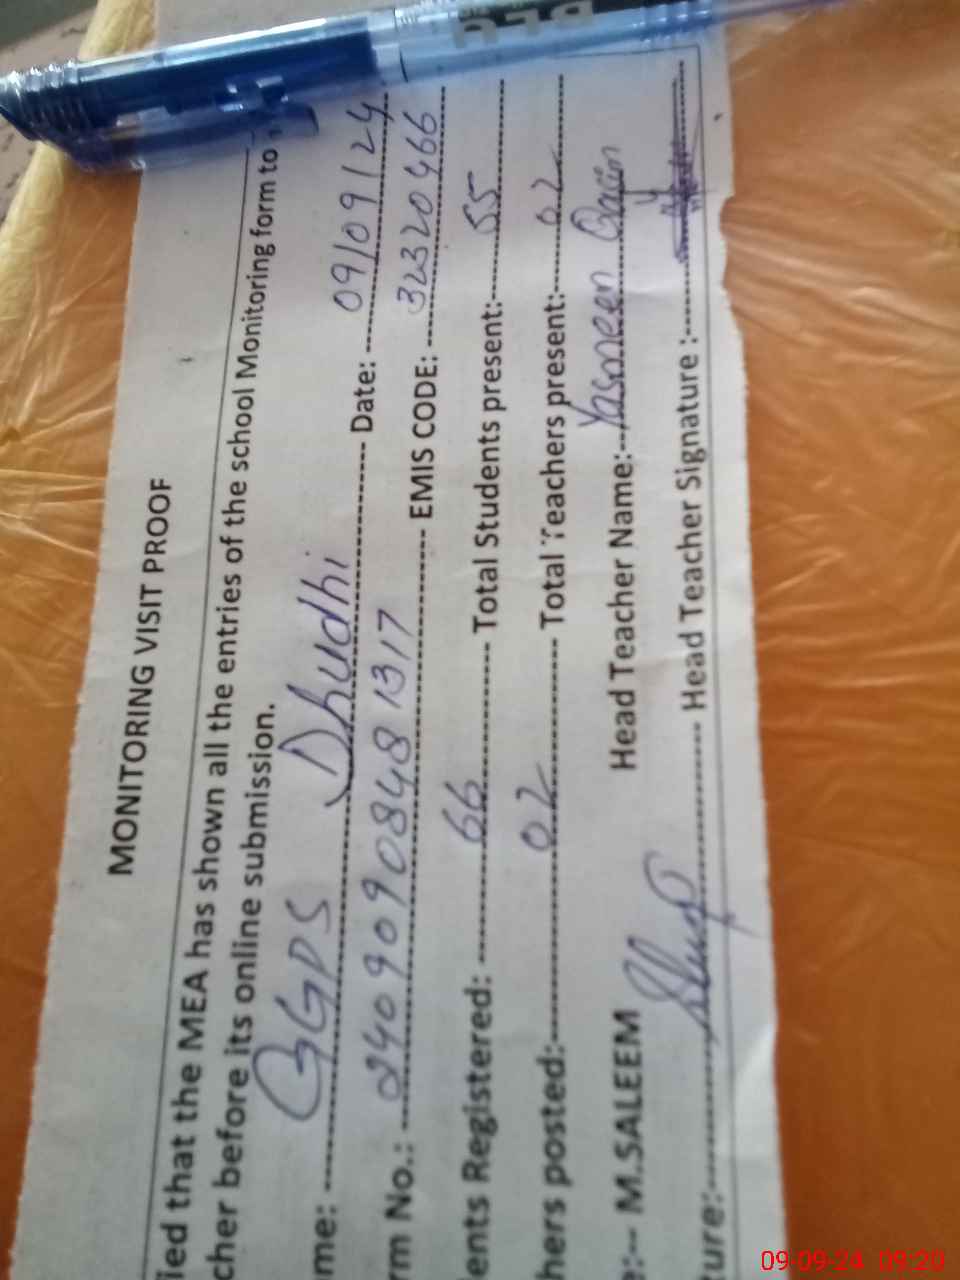 MONITORING VISIT PROOF
ied that the MEA has shown all the entries of the school Monitoring form to
cher before its online submission.
me: GGPS Dhudhi Date: 09/09/24
rm No.: 2409090848 1317 EMIS CODE: 32320466
ents Registered: 66 Total Students present:- 55
hers posted:- 02 Total Teachers present:- 02
e:-- M.SALEEM Head Teacher Name:-- Yasmeen
ture:- Head Teacher Signature :-
09-09-24 09:20